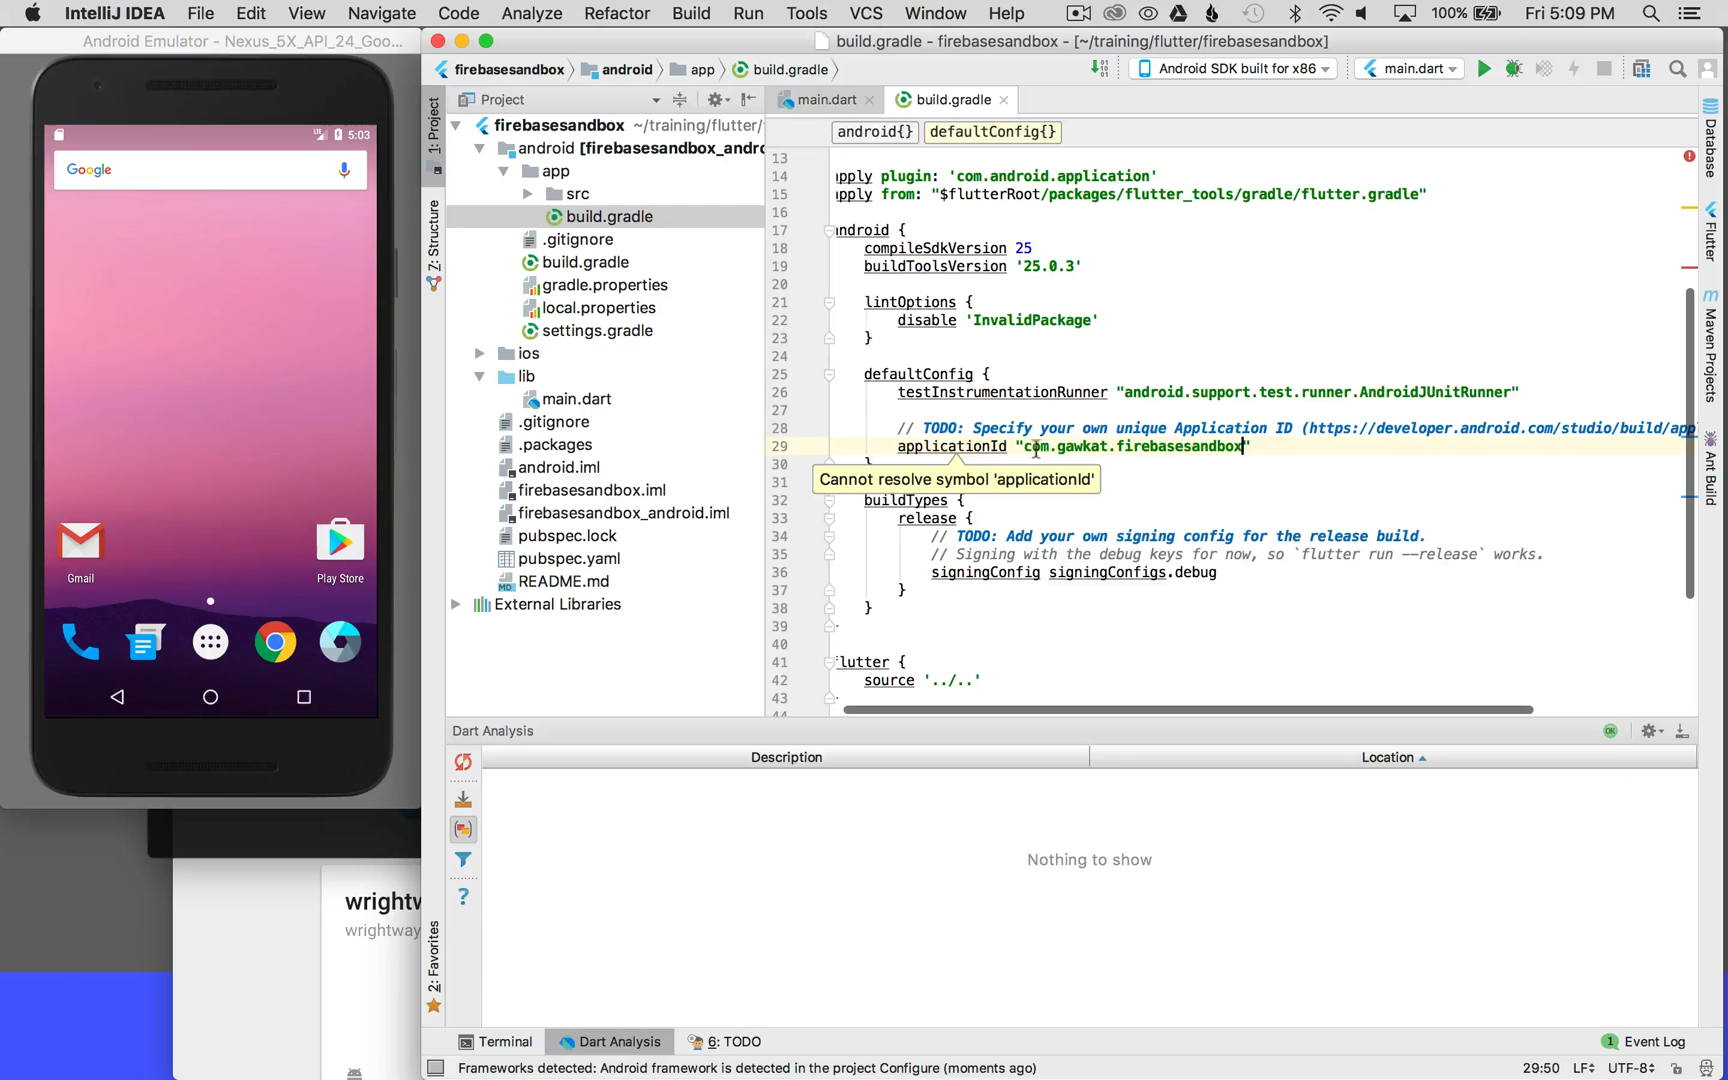 IntelliJ IDEA File Edit View Navigate Code Analyze Refactor Build Run Tools VCS Window Help 100% Fri 5:09 PM
Android Emulator - Nexus_5X_API_24_Goo...
build.gradle - firebasesandbox - [~/training/flutter/firebasesandbox]
firebasesandbox android app build.gradle Android SDK built for x86 main.dart
Project main.dart build.gradle
android{} defaultConfig{}
LTE 5:03
Google
Gmail
Play Store
1: Project
Z: Structure
2: Favorites
firebasesandbox ~/training/flutter/
android [firebasesandbox_andro
app
src
build.gradle
.gitignore
build.gradle
gradle.properties
local.properties
settings.gradle
ios
lib
main.dart
.gitignore
.packages
android.iml
firebasesandbox.iml
firebasesandbox_android.iml
pubspec.lock
pubspec.yaml
README.md
External Libraries
13
14 apply plugin: 'com.android.application'
15 apply from: "$flutterRoot/packages/flutter_tools/gradle/flutter.gradle"
16
17 android {
18 compileSdkVersion 25
19 buildToolsVersion '25.0.3'
20
21 lintOptions {
22 disable 'InvalidPackage'
23 }
24
25 defaultConfig {
26 testInstrumentationRunner "android.support.test.runner.AndroidJUnitRunner"
27
28 // TODO: Specify your own unique Application ID (https://developer.android.com/studio/build/app
29 applicationId "com.gawkat.firebasesandbox"
30 }
Cannot resolve symbol 'applicationId'
31
32 buildTypes {
33 release {
34 // TODO: Add your own signing config for the release build.
35 // Signing with the debug keys for now, so `flutter run --release` works.
36 signingConfig signingConfigs.debug
37 }
38 }
39
40
41 flutter {
42 source '../..'
43
44
Database
Flutter
Maven Projects
Ant Build
Dart Analysis OK
Description Location
Nothing to show
wrightw
wrightway
Terminal Dart Analysis 6: TODO 1 Event Log
Frameworks detected: Android framework is detected in the project Configure (moments ago) 29:50 LF÷ UTF-8÷